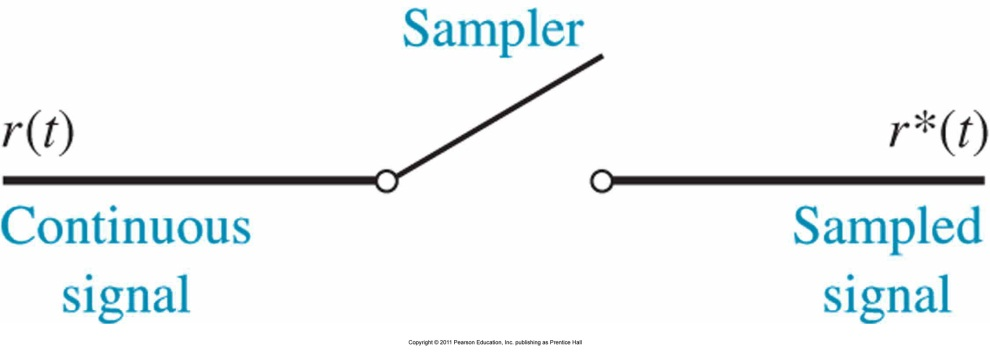 Sampler
r(t)
r*(t)
Continuous
signal
Sampled
signal
Copyright © 2011 Pearson Education, Inc. publishing as Prentice Hall